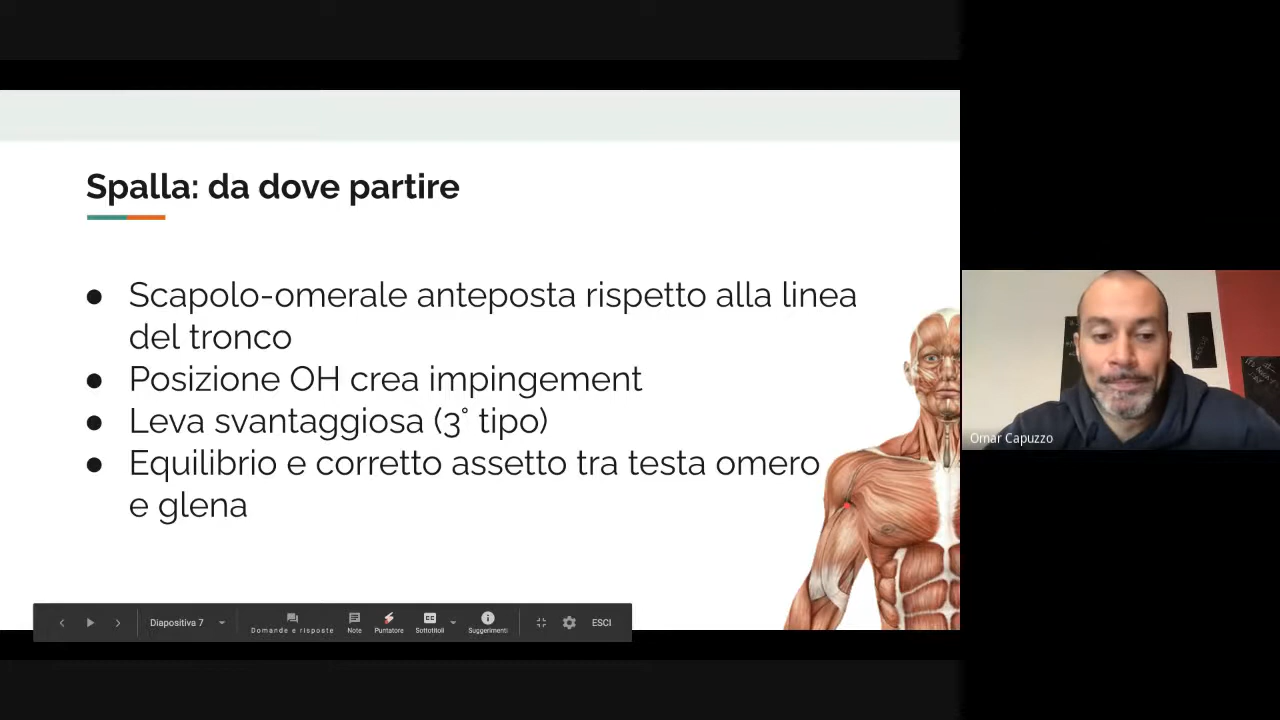 Spalla: da dove partire
● Scapolo-omerale anteposta rispetto alla linea
del tronco
● Posizione OH crea impingement
● Leva svantaggiosa (3° tipo)
● Equilibrio e corretto assetto tra testa omero
e glena
Omar Capuzzo
Diapositiva 7
Domande e risposte
Note
Puntatore
CC
Sottotitoli
Suggerimenti
ESCI